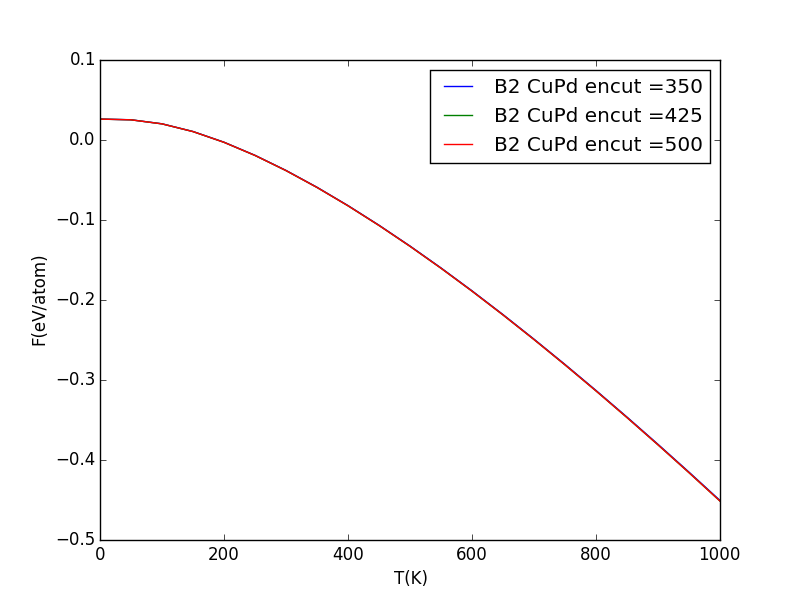 0.1
0.0
−0.1
−0.2
−0.3
−0.4
−0.5
F(eV/atom)
B2 CuPd encut =350
B2 CuPd encut =425
B2 CuPd encut =500
0 200 400 600 800 1000
T(K)